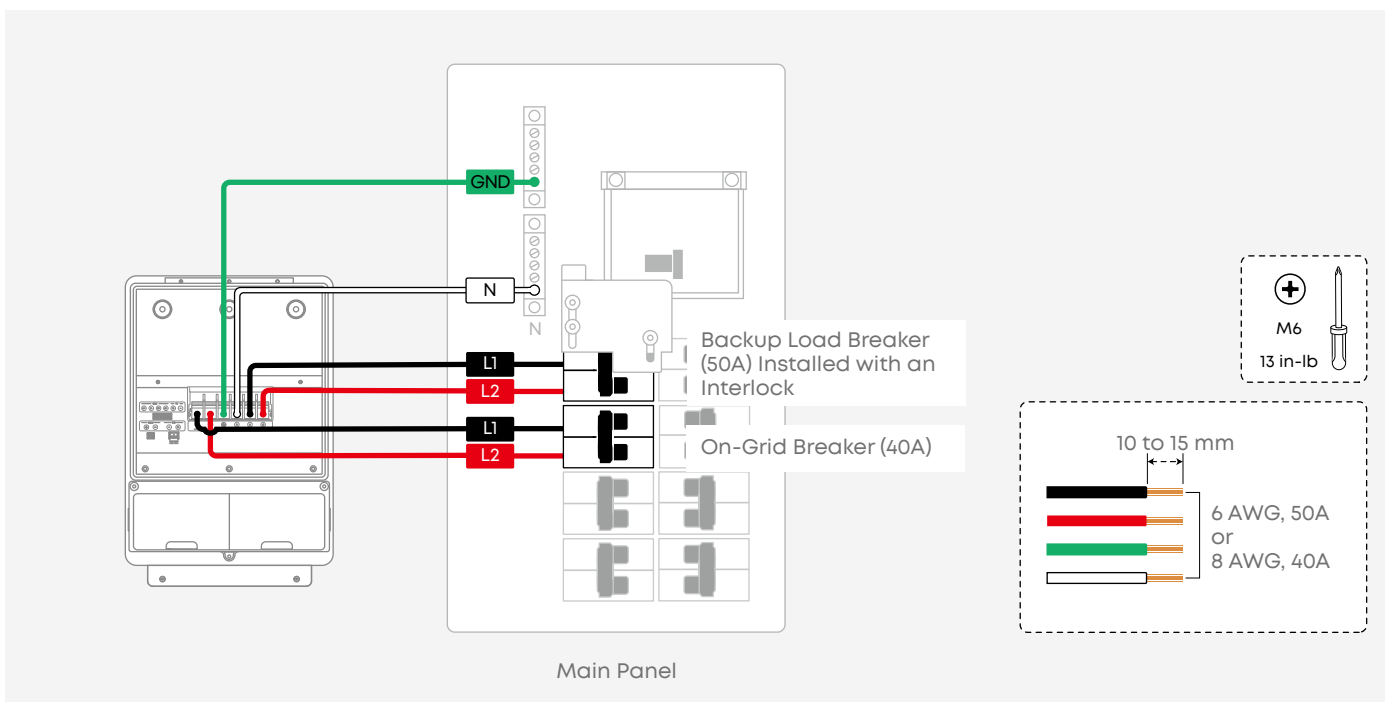 GND
N
N
L1
L2
L1
L2
Backup Load Breaker
(50A) Installed with an
Interlock
On-Grid Breaker (40A)
Main Panel
M6
13 in-lb
10 to 15 mm
6 AWG, 50A
or
8 AWG, 40A